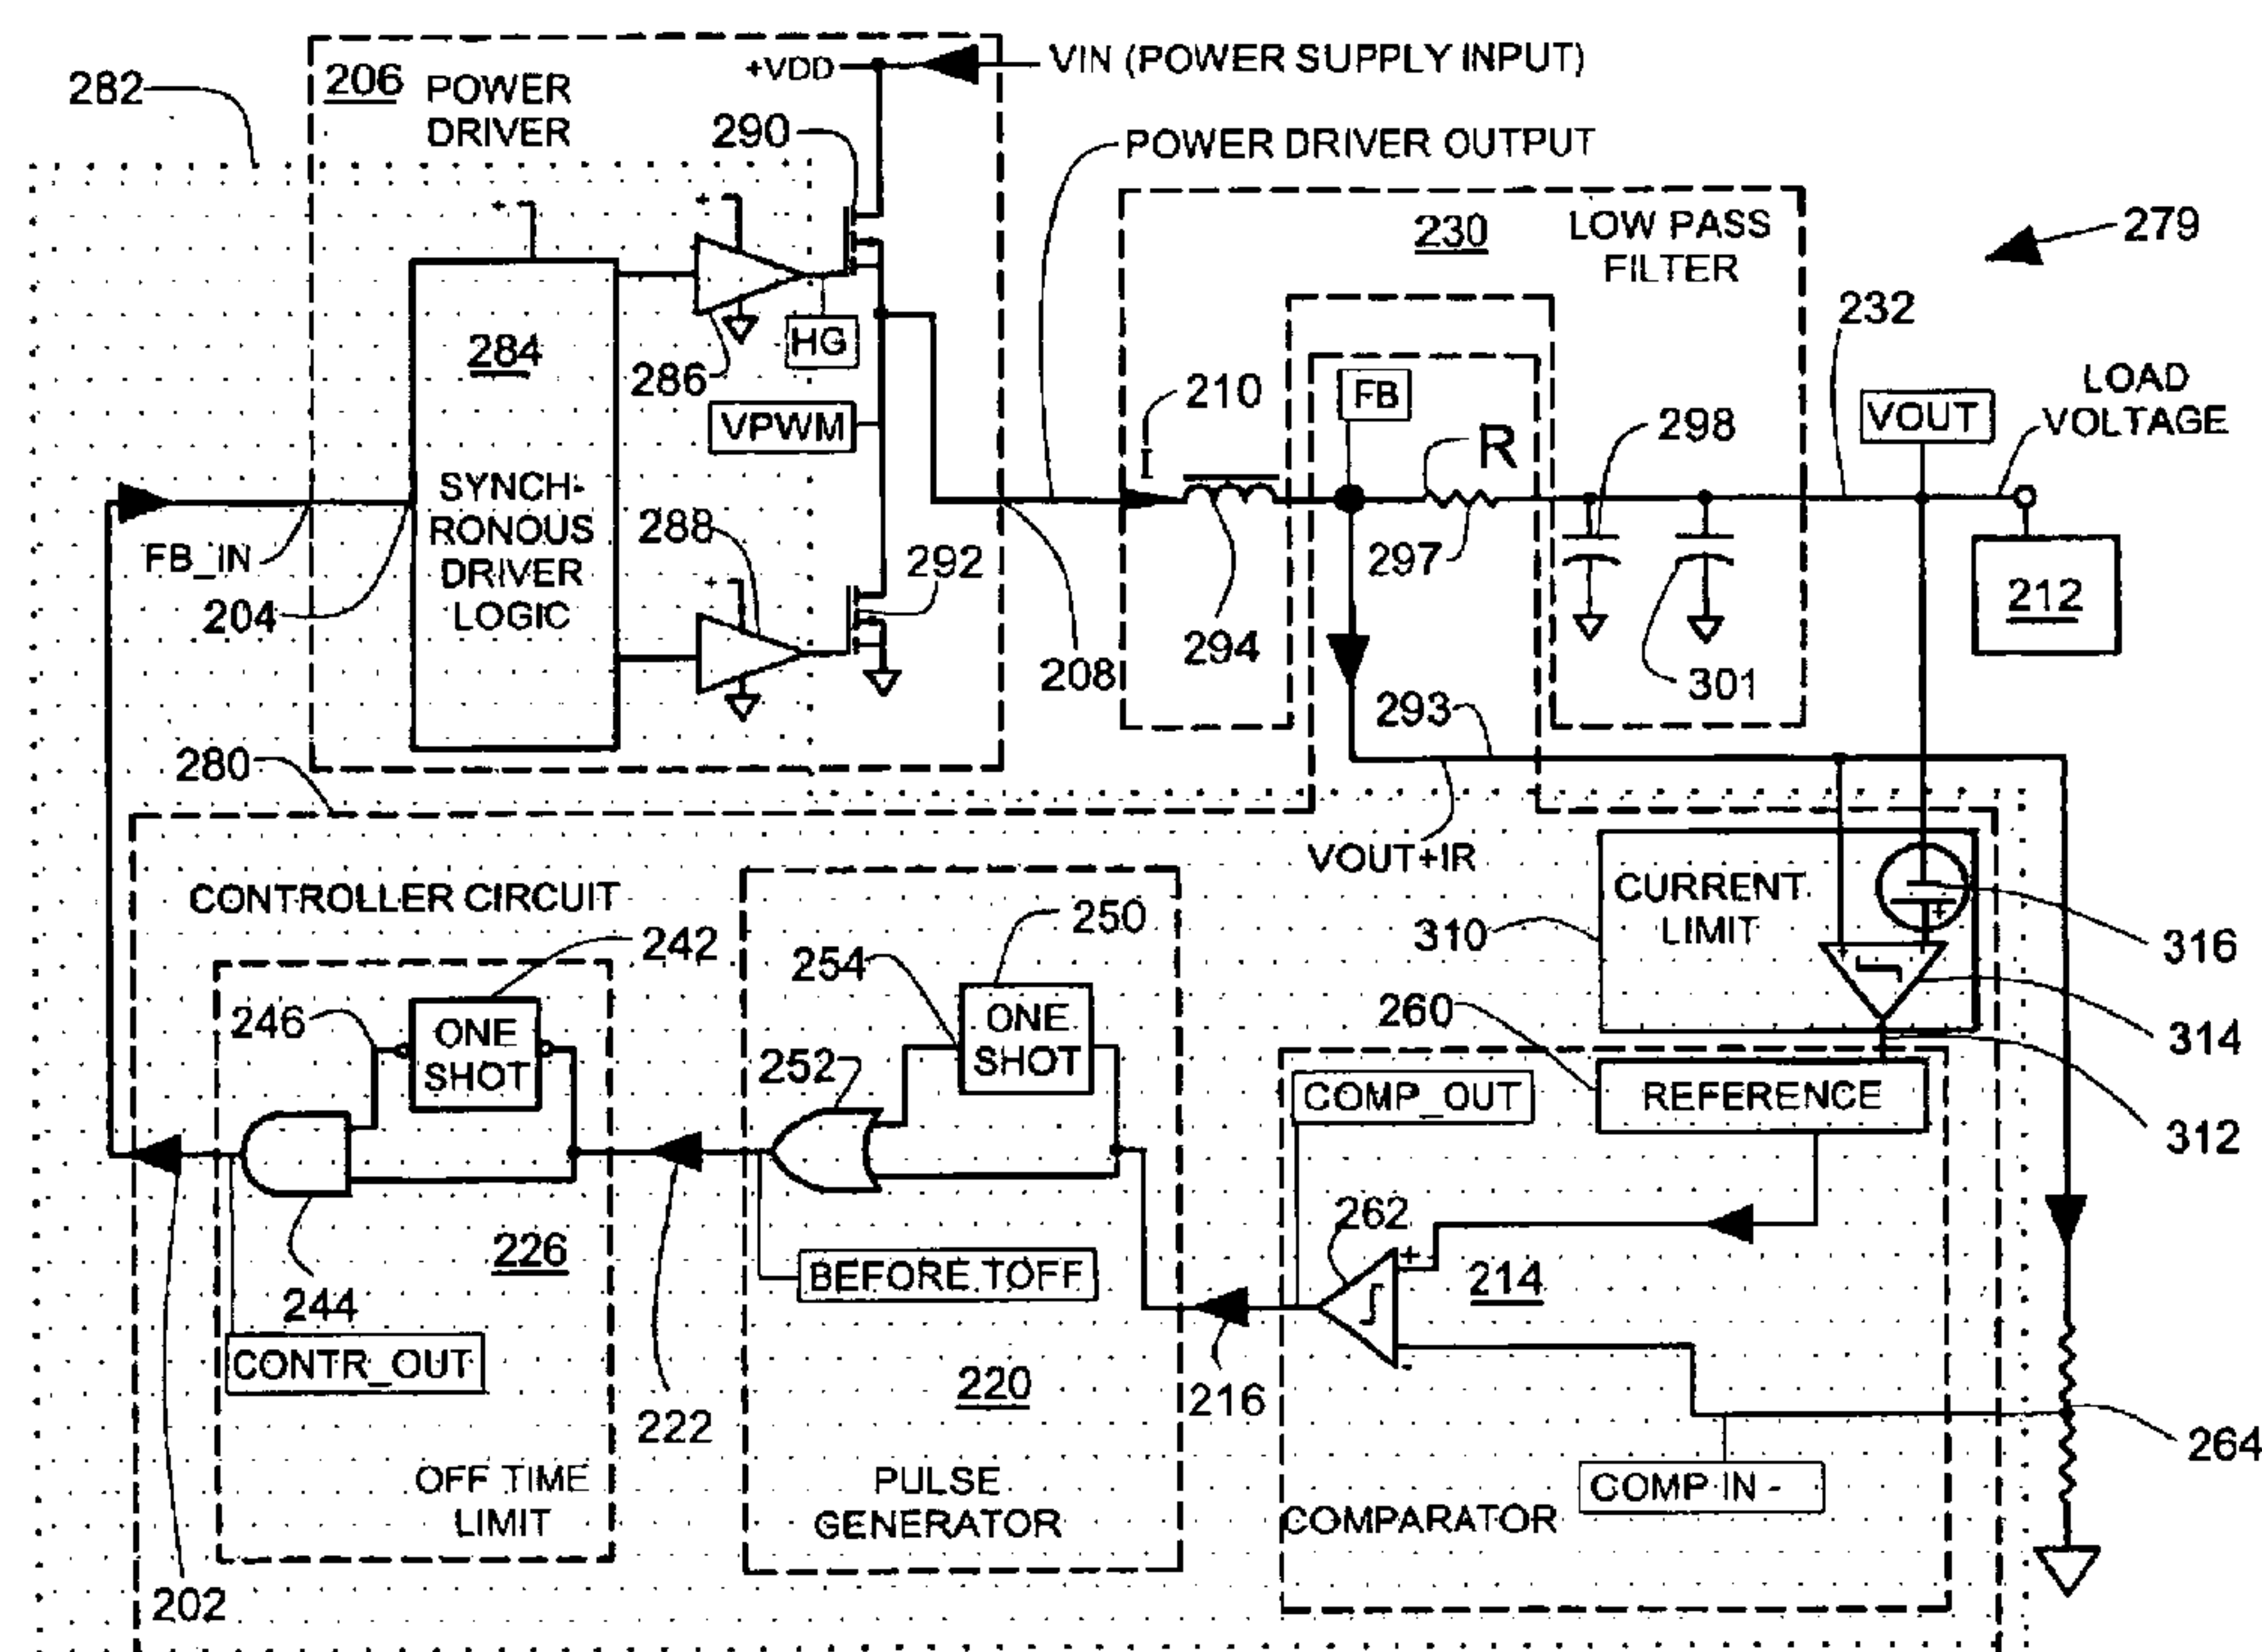 +VDD
VIN (POWER SUPPLY INPUT)
206 POWER
DRIVER
282
290
POWER DRIVER OUTPUT
230
LOW PASS
FILTER
279
+
+
284
286
HG
VPWM
I
210
FB
R
298
232
VOUT
LOAD
VOLTAGE
SYNCH-
RONOUS
DRIVER
LOGIC
288
+
292
FB_IN
204
208
294
297
301
212
293
280
VOUT+IR
CONTROLLER CIRCUIT
242
246
ONE
SHOT
250
254
252
ONE
SHOT
CURRENT
LIMIT
310
+
+
316
314
312
260
COMP_OUT
REFERENCE
262
+
-
214
216
244
226
BEFORE TOFF
222
220
CONTR_OUT
202
264
COMP IN -
OFF TIME
LIMIT
PULSE
GENERATOR
COMPARATOR